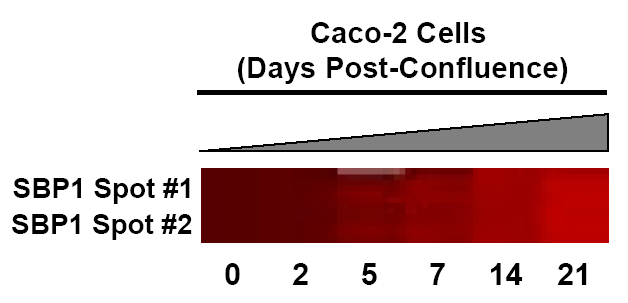 Caco-2 Cells
(Days Post-Confluence)
SBP1 Spot #1
SBP1 Spot #2
0 2 5 7 14 21